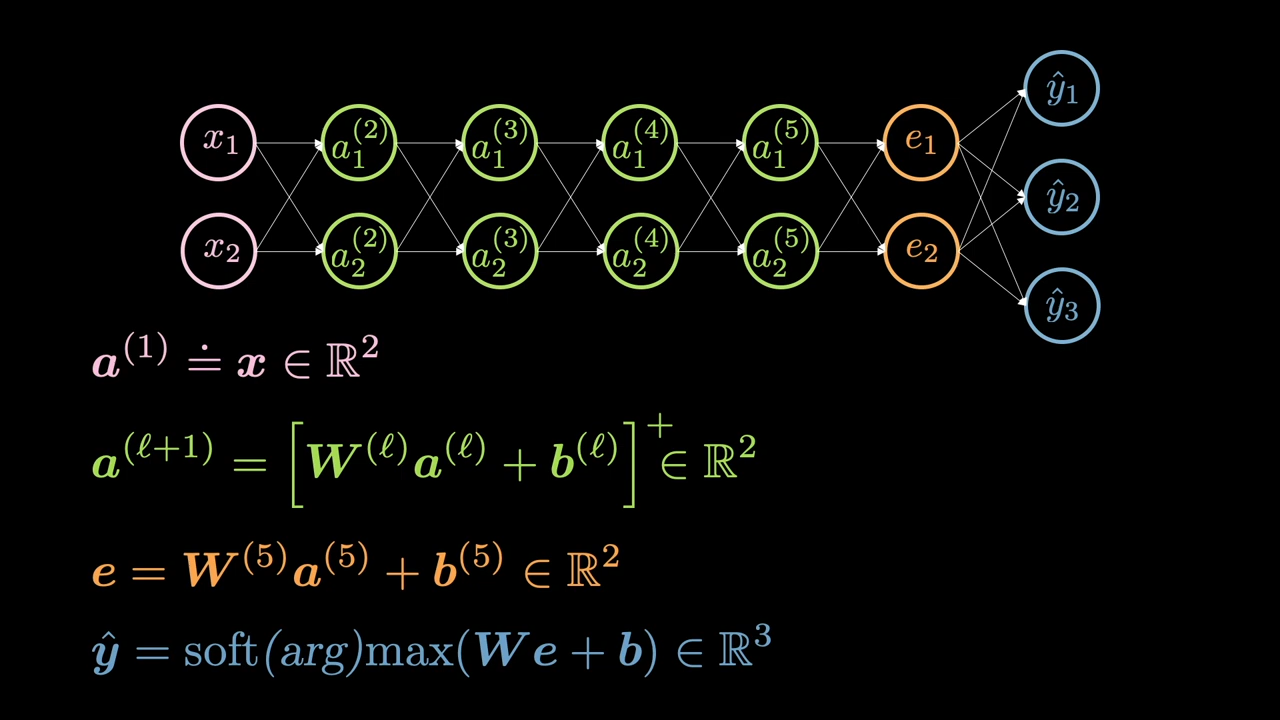 x₁ a₁⁽²⁾ a₁⁽³⁾ a₁⁽⁴⁾ a₁⁽⁵⁾ e₁ ŷ₁
x₂ a₂⁽²⁾ a₂⁽³⁾ a₂⁽⁴⁾ a₂⁽⁵⁾ e₂ ŷ₂
ŷ₃
a⁽¹⁾ ≐ x ∈ ℝ²
a⁽ℓ⁺¹⁾ = [W⁽ℓ⁾a⁽ℓ⁾ + b⁽ℓ⁾]⁺ ∈ ℝ²
e = W⁽⁵⁾a⁽⁵⁾ + b⁽⁵⁾ ∈ ℝ²
ŷ = soft(arg)max(We + b) ∈ ℝ³